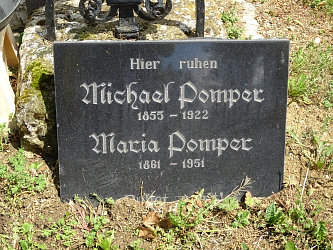 Hier ruhen
Michael Pomper
1855 - 1922
Maria Pomper
1861 - 1951